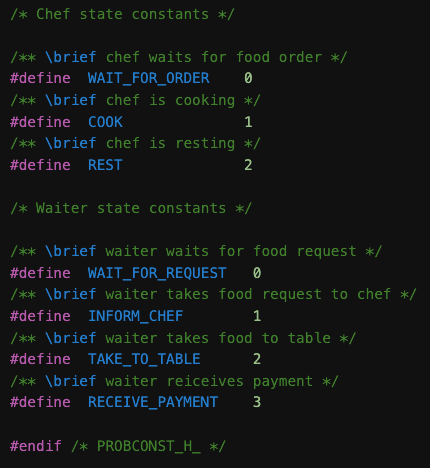 /* Chef state constants */
/** \brief chef waits for food order */
#define  WAIT_FOR_ORDER    0
/** \brief chef is cooking */
#define  COOK              1
/** \brief chef is resting */
#define  REST              2
/* Waiter state constants */
/** \brief waiter waits for food request */
#define  WAIT_FOR_REQUEST   0
/** \brief waiter takes food request to chef */
#define  INFORM_CHEF        1
/** \brief waiter takes food to table */
#define  TAKE_TO_TABLE      2
/** \brief waiter reiceives payment */
#define  RECEIVE_PAYMENT    3
#endif /* PROBCONST_H_ */